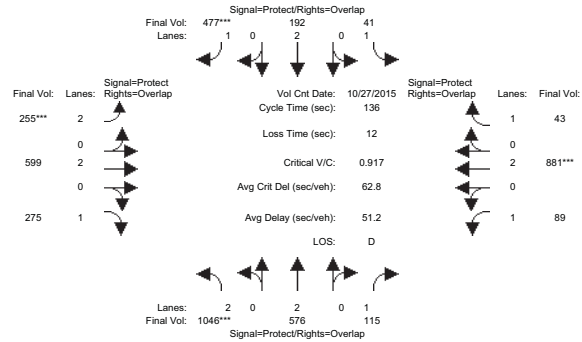 Signal=Protect/Rights=Overlap
Final Vol: 477*** 192 41
Lanes: 1 0 2 0 1
Signal=Protect Signal=Protect
Final Vol: Lanes: Rights=Overlap Vol Cnt Date: 10/27/2015 Rights=Overlap Lanes: Final Vol:
Cycle Time (sec): 136
255*** 2 1 43
Loss Time (sec): 12
0 0
599 2 Critical V/C: 0.917 2 881***
0 Avg Crit Del (sec/veh): 62.8 0
275 1 Avg Delay (sec/veh): 51.2 1 89
LOS: D
Lanes: 2 0 2 0 1
Final Vol: 1046*** 576 115
Signal=Protect/Rights=Overlap